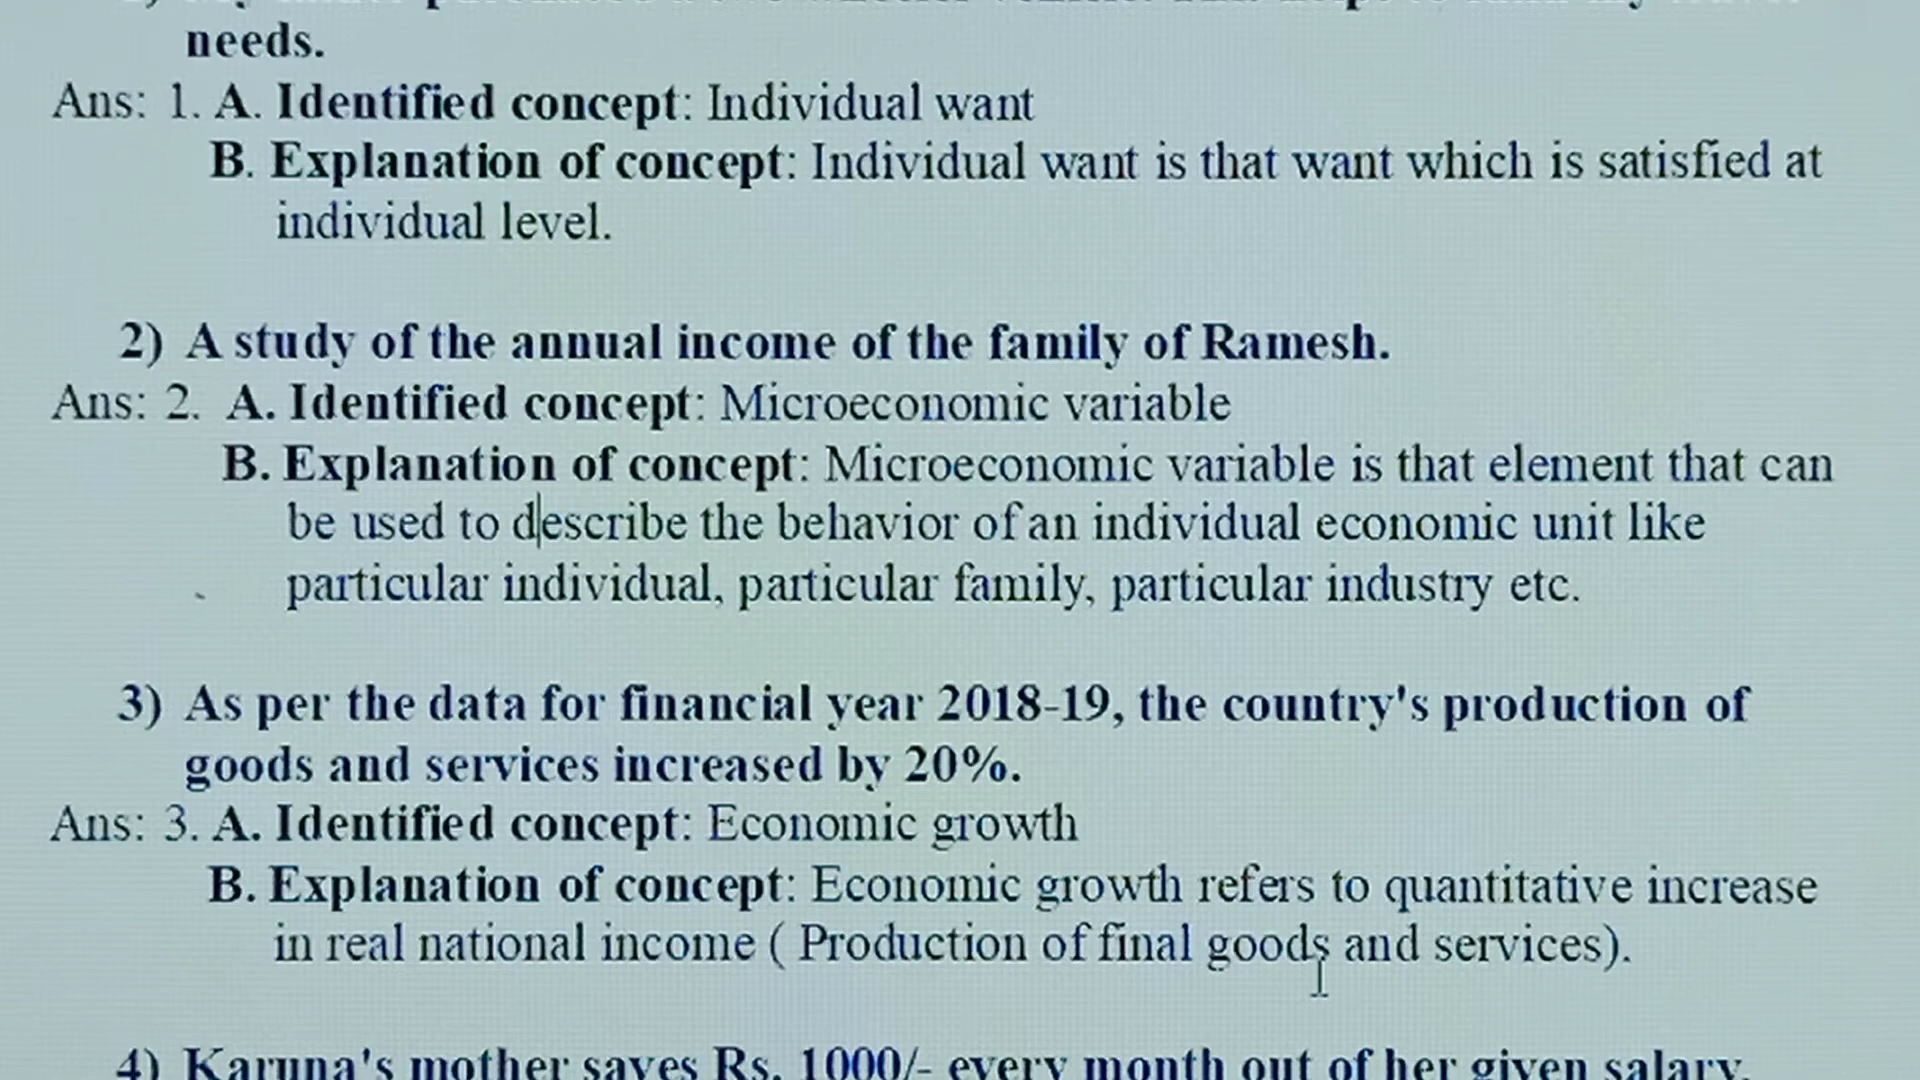 needs.
Ans: 1. A. Identified concept: Individual want
B. Explanation of concept: Individual want is that want which is satisfied at
individual level.
2) A study of the annual income of the family of Ramesh.
Ans: 2. A. Identified concept: Microeconomic variable
B. Explanation of concept: Microeconomic variable is that element that can
be used to describe the behavior of an individual economic unit like
particular individual, particular family, particular industry etc.
3) As per the data for financial year 2018-19, the country's production of
goods and services increased by 20%.
Ans: 3. A. Identified concept: Economic growth
B. Explanation of concept: Economic growth refers to quantitative increase
in real national income ( Production of final goods and services).
4) Karuna's mother saves Rs. 1000/- every month out of her given salary.